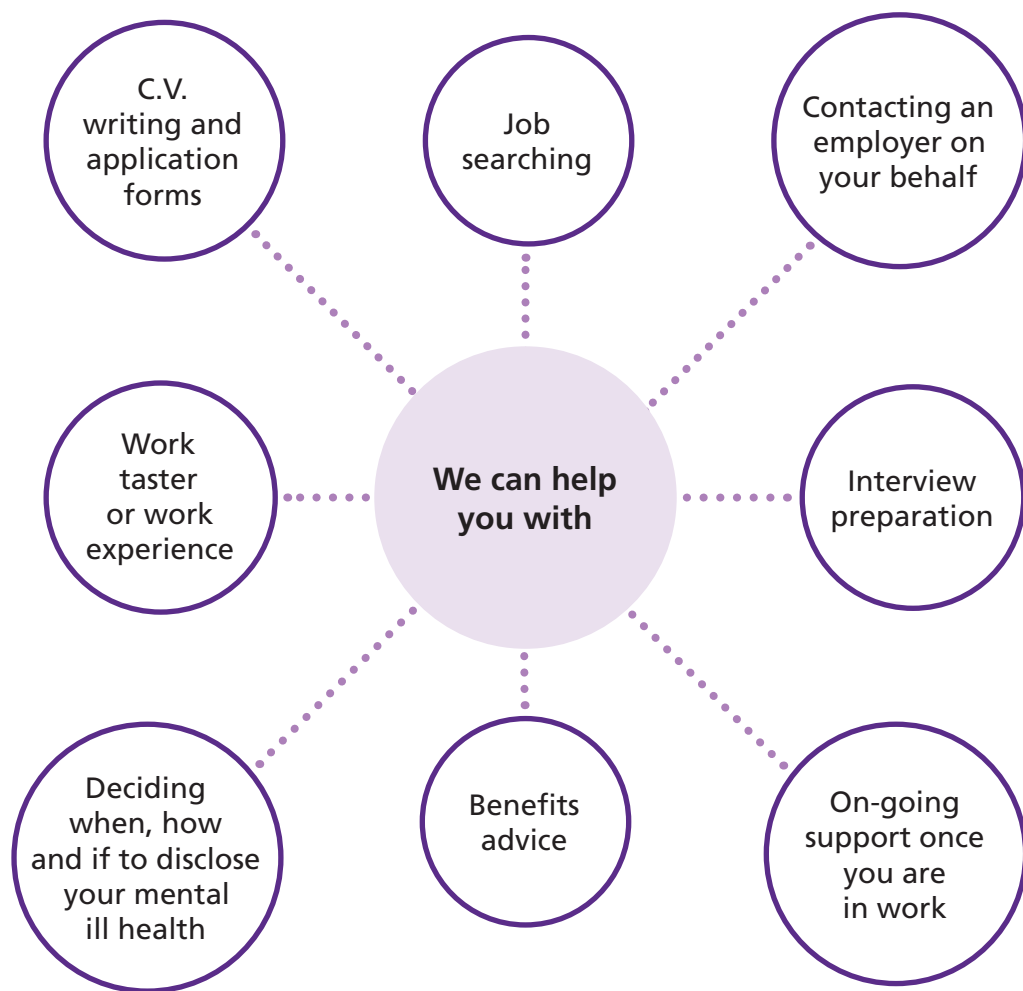 C.V.
writing and
application
forms
Job
searching
Contacting an
employer on
your behalf
Work
taster
or work
experience
We can help
you with
Interview
preparation
Deciding
when, how
and if to disclose
your mental
ill health
Benefits
advice
On-going
support once
you are
in work